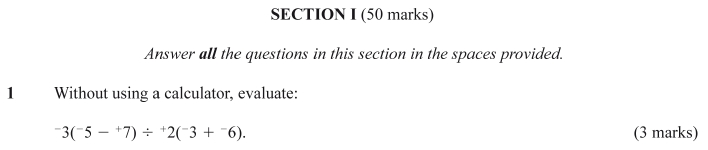 SECTION I (50 marks)
Answer all the questions in this section in the spaces provided.
1 Without using a calculator, evaluate:
⁻3(⁻5 − ⁺7) ÷ ⁺2(⁻3 + ⁻6). (3 marks)